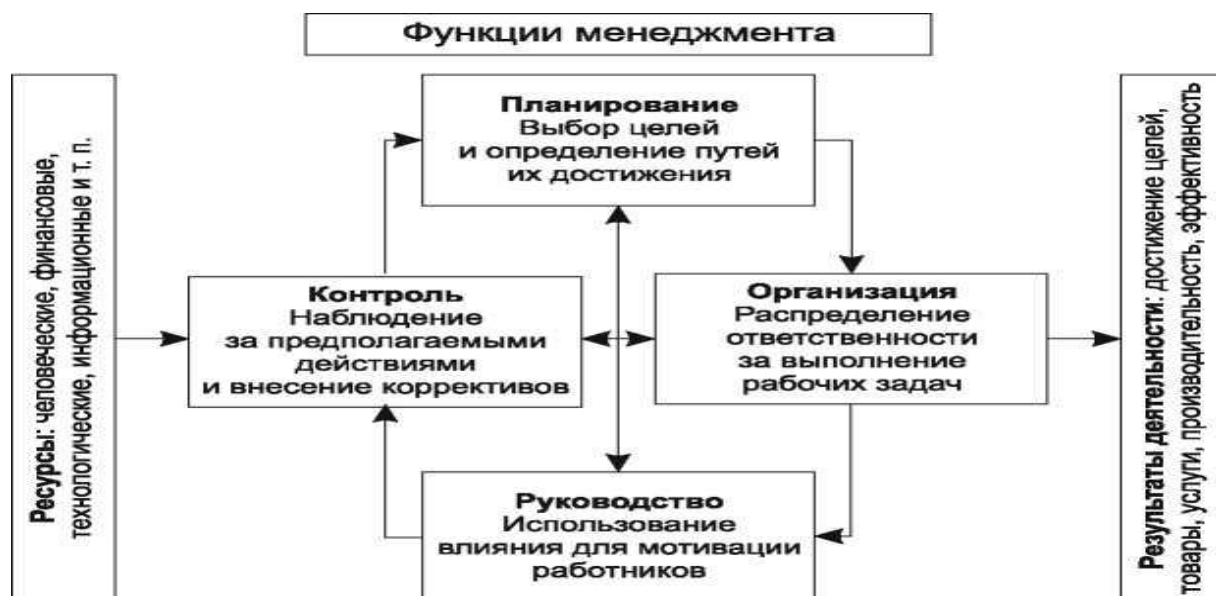 Функции менеджмента
Ресурсы: человеческие, финансовые,
технологические, информационные и т. п.
Планирование
Выбор целей
и определение путей
их достижения
Контроль
Наблюдение
за предполагаемыми
действиями
и внесение коррективов
Организация
Распределение
ответственности
за выполнение
рабочих задач
Руководство
Использование
влияния для мотивации
работников
Результаты деятельности: достижение целей,
товары, услуги, производительность, эффективность